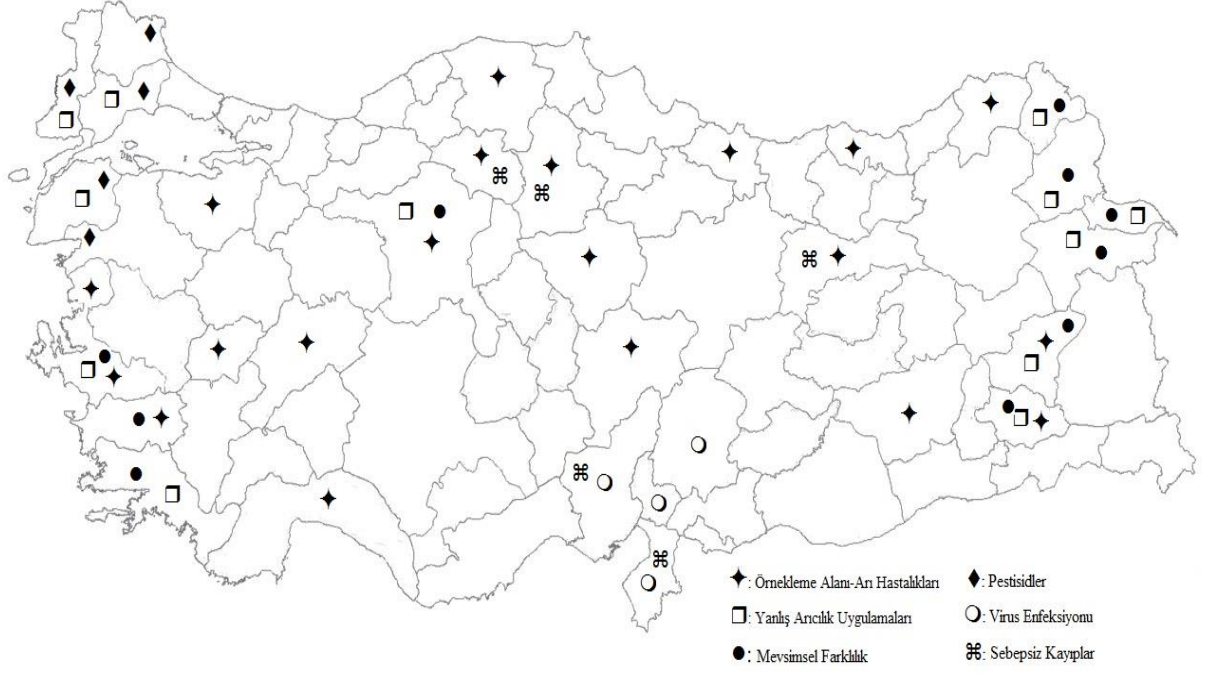 ✦: Örnekleme Alanı-Arı Hastalıkları
♦: Pestisidler
❒: Yanlış Arıcılık Uygulamaları
❍: Virus Enfeksiyonu
●: Mevsimsel Farklılık
⌘: Sebepsiz Kayıplar